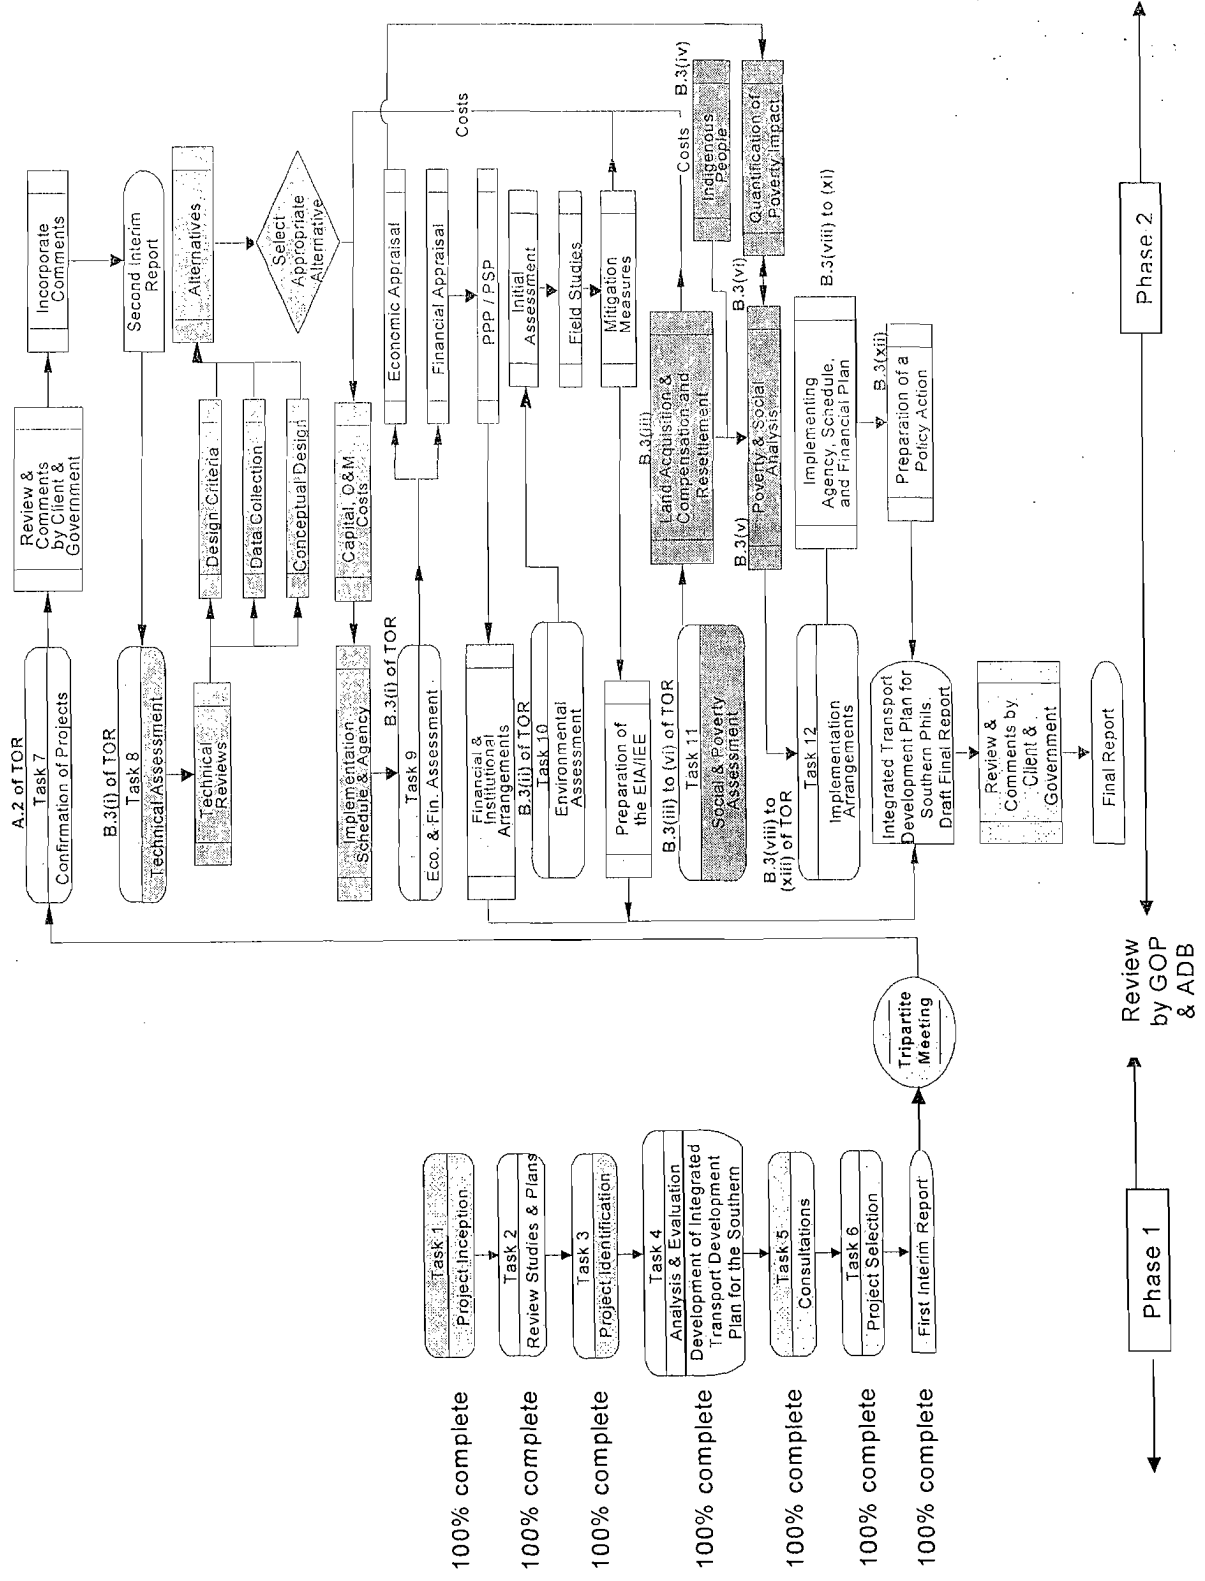 100% complete
100% complete
100% complete
100% complete
100% complete
100% complete
100% complete
Task 1
Project Inception
Task 2
Review Studies & Plans
Task 3
Project Identification
Task 4
Analysis & Evaluation
Development of Integrated
Transport Development
Plan for the Southern
Task 5
Consultations
Task 6
Project Selection
First Interim Report
Tripartite
Meeting
A.2 of TOR
Task 7
Confirmation of Projects
Review &
Comments
by Client &
Government
Incorporate
Comments
B.3(i) of TOR
Task 8
Technical Assessment
Second Interim
Report
Technical
Reviews
Design Criteria
Data Collection
Conceptual Design
Alternatives
Select
Appropriate
Alternative
Implementation
Schedule & Agency
Capital, O&M
Costs
B.3(i) of TOR
Task 9
Eco. & Fin. Assessment
Economic Appraisal
Financial Appraisal
Financial &
Institutional
Arrangements
PPP / PSP
Costs
B.3(ii) of TOR
Task 10
Environmental
Assessment
Initial
Assessment
Field Studies
Preparation of
the EIA/IEE
Mitigation
Measures
B.3(iii) to (vi) of TOR
Task 11
Social & Poverty
Assessment
B.3(iii)
Land Acquisition &
Compensation and
Resettlement
Costs
B.3(iv)
Indigenous
People
B.3(v)
Poverty & Social
Analysis
B.3(vi)
Quantification of
Poverty Impact
B.3(viii) to
(xiii) of TOR
Task 12
Implementation
Arrangements
Implementing
Agency, Schedule,
and Financial Plan
B.3(viii) to (xi)
B.3(xii)
Preparation of a
Policy Action
Integrated Transport
Development Plan for
Southern Phils.
Draft Final Report
Review &
Comments by
Client &
Government
Final Report
Phase 1
Review
by GOP
& ADB
Phase 2